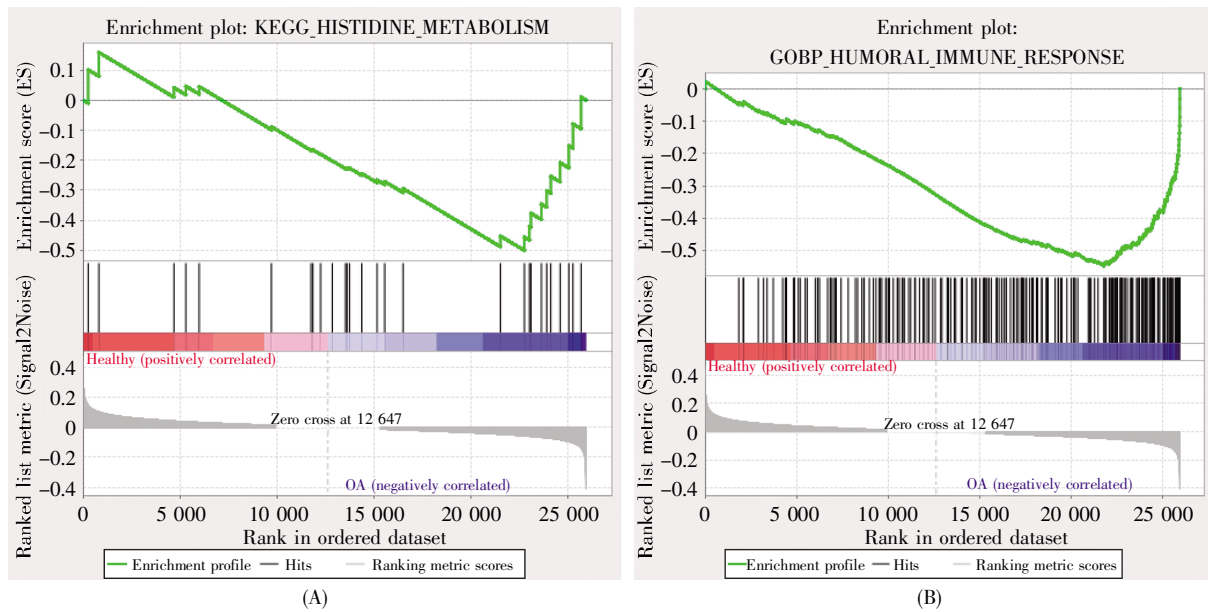 Enrichment plot: KEGG_HISTIDINE_METABOLISM
Enrichment score (ES)
0.1
0
−0.1
−0.2
−0.3
−0.4
−0.5
Healthy (positively correlated)
Ranked list metric (Signal2Noise)
0.4
0.2
0
−0.2
−0.4
Zero cross at 12 647
OA (negatively correlated)
0
5 000
10 000
15 000
20 000
25 000
Rank in ordered dataset
Enrichment profile
Hits
Ranking metric scores
(A)
Enrichment plot:
GOBP_HUMORAL_IMMUNE_RESPONSE
Enrichment score (ES)
0
−0.1
−0.2
−0.3
−0.4
−0.5
Healthy (positively correlated)
Ranked list metric (Signal2Noise)
0.4
0.2
0
−0.2
−0.4
Zero cross at 12 647
OA (negatively correlated)
0
5 000
10 000
15 000
20 000
25 000
Rank in ordered dataset
Enrichment profile
Hits
Ranking metric scores
(B)